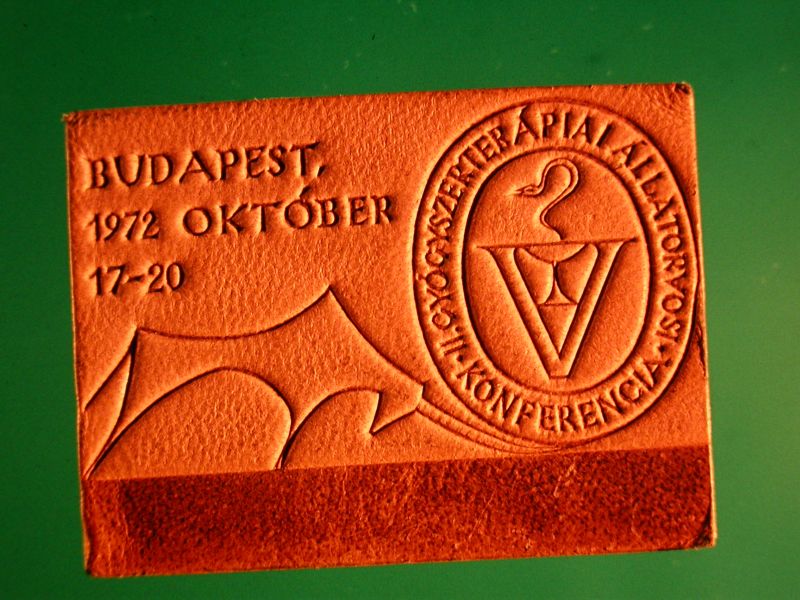 BUDAPEST,
1972 OKTÓBER
17-20
II. GYÓGYSZERTERÁPIAI ÁLLATORVOSI
KONFERENCIA
V